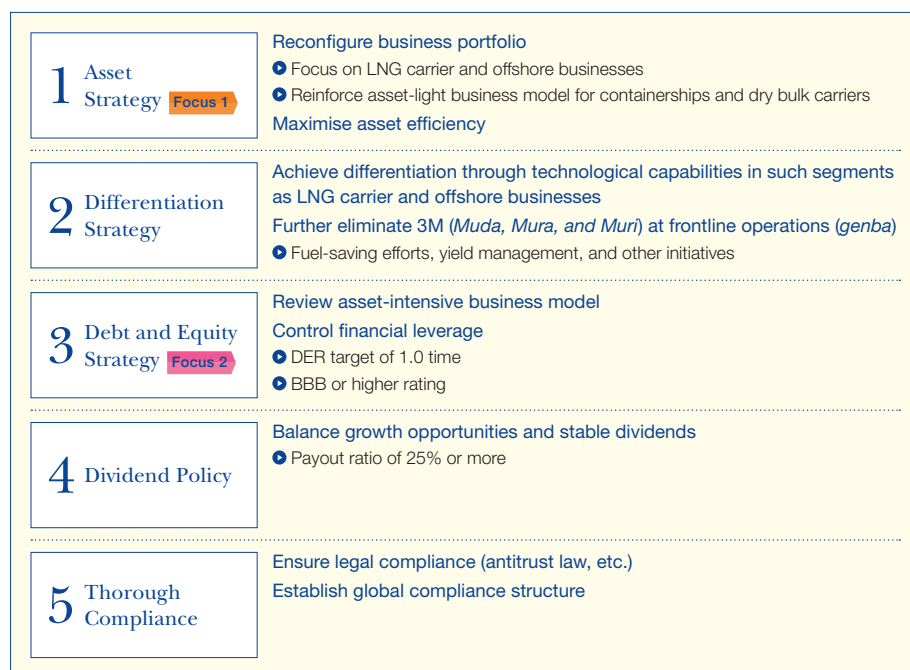 1 Asset
Strategy Focus 1
Reconfigure business portfolio
Focus on LNG carrier and offshore businesses
Reinforce asset-light business model for containerships and dry bulk carriers
Maximise asset efficiency
2 Differentiation
Strategy
Achieve differentiation through technological capabilities in such segments
as LNG carrier and offshore businesses
Further eliminate 3M (Muda, Mura, and Muri) at frontline operations (genba)
Fuel-saving efforts, yield management, and other initiatives
3 Debt and Equity
Strategy Focus 2
Review asset-intensive business model
Control financial leverage
DER target of 1.0 time
BBB or higher rating
4 Dividend Policy
Balance growth opportunities and stable dividends
Payout ratio of 25% or more
5 Thorough
Compliance
Ensure legal compliance (antitrust law, etc.)
Establish global compliance structure